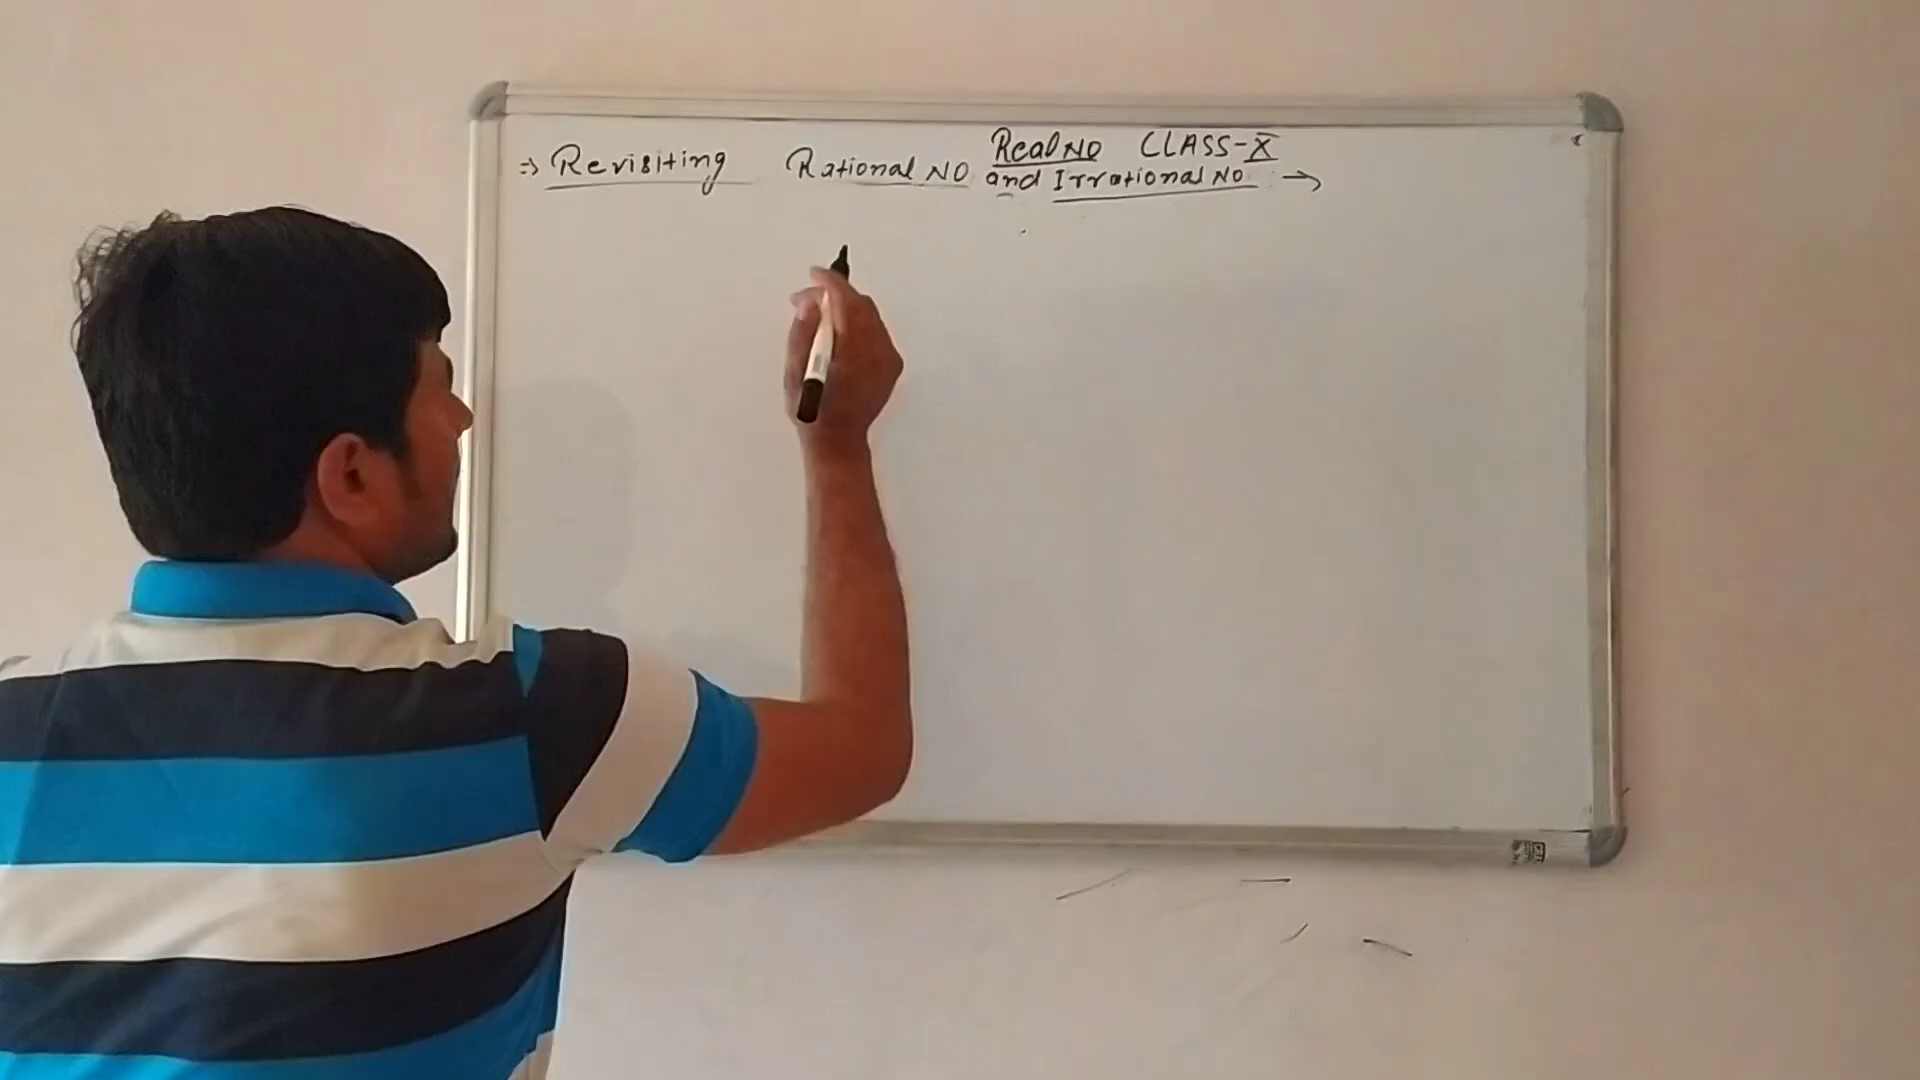 Real NO CLASS-X
=> Revisiting Rational NO and Irrational No. →